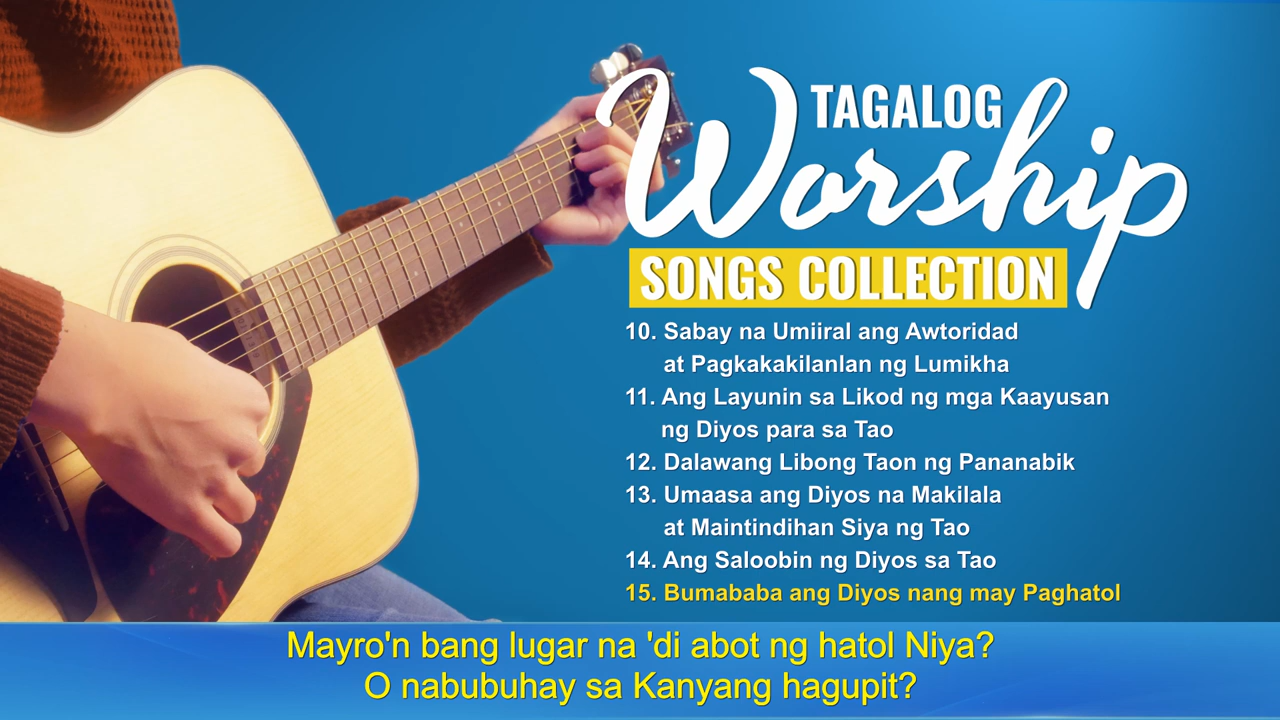 TAGALOG
Worship
SONGS COLLECTION
10. Sabay na Umiiral ang Awtoridad
at Pagkakakilanlan ng Lumikha
11. Ang Layunin sa Likod ng mga Kaayusan
ng Diyos para sa Tao
12. Dalawang Libong Taon ng Pananabik
13. Umaasa ang Diyos na Makilala
at Maintindihan Siya ng Tao
14. Ang Saloobin ng Diyos sa Tao
15. Bumababa ang Diyos nang may Paghatol
Mayro'n bang lugar na 'di abot ng hatol Niya?
O nabubuhay sa Kanyang hagupit?